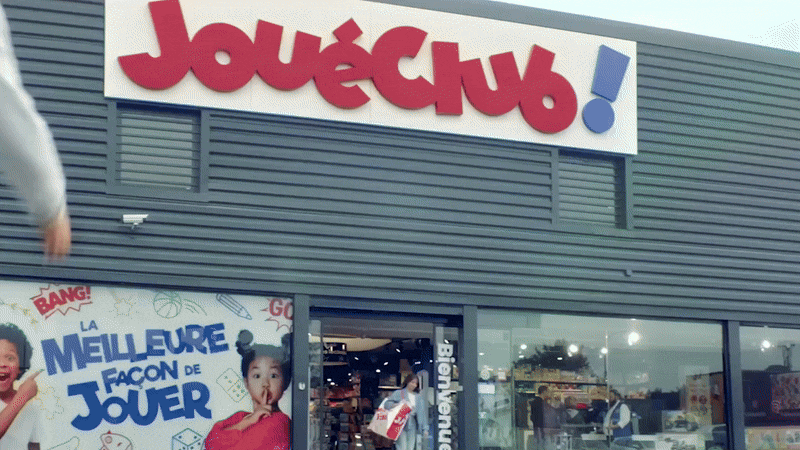 JouéClub!
BANG!
GO
LA
MEILLEURE
FAÇON DE
JOUER
Bienvenue